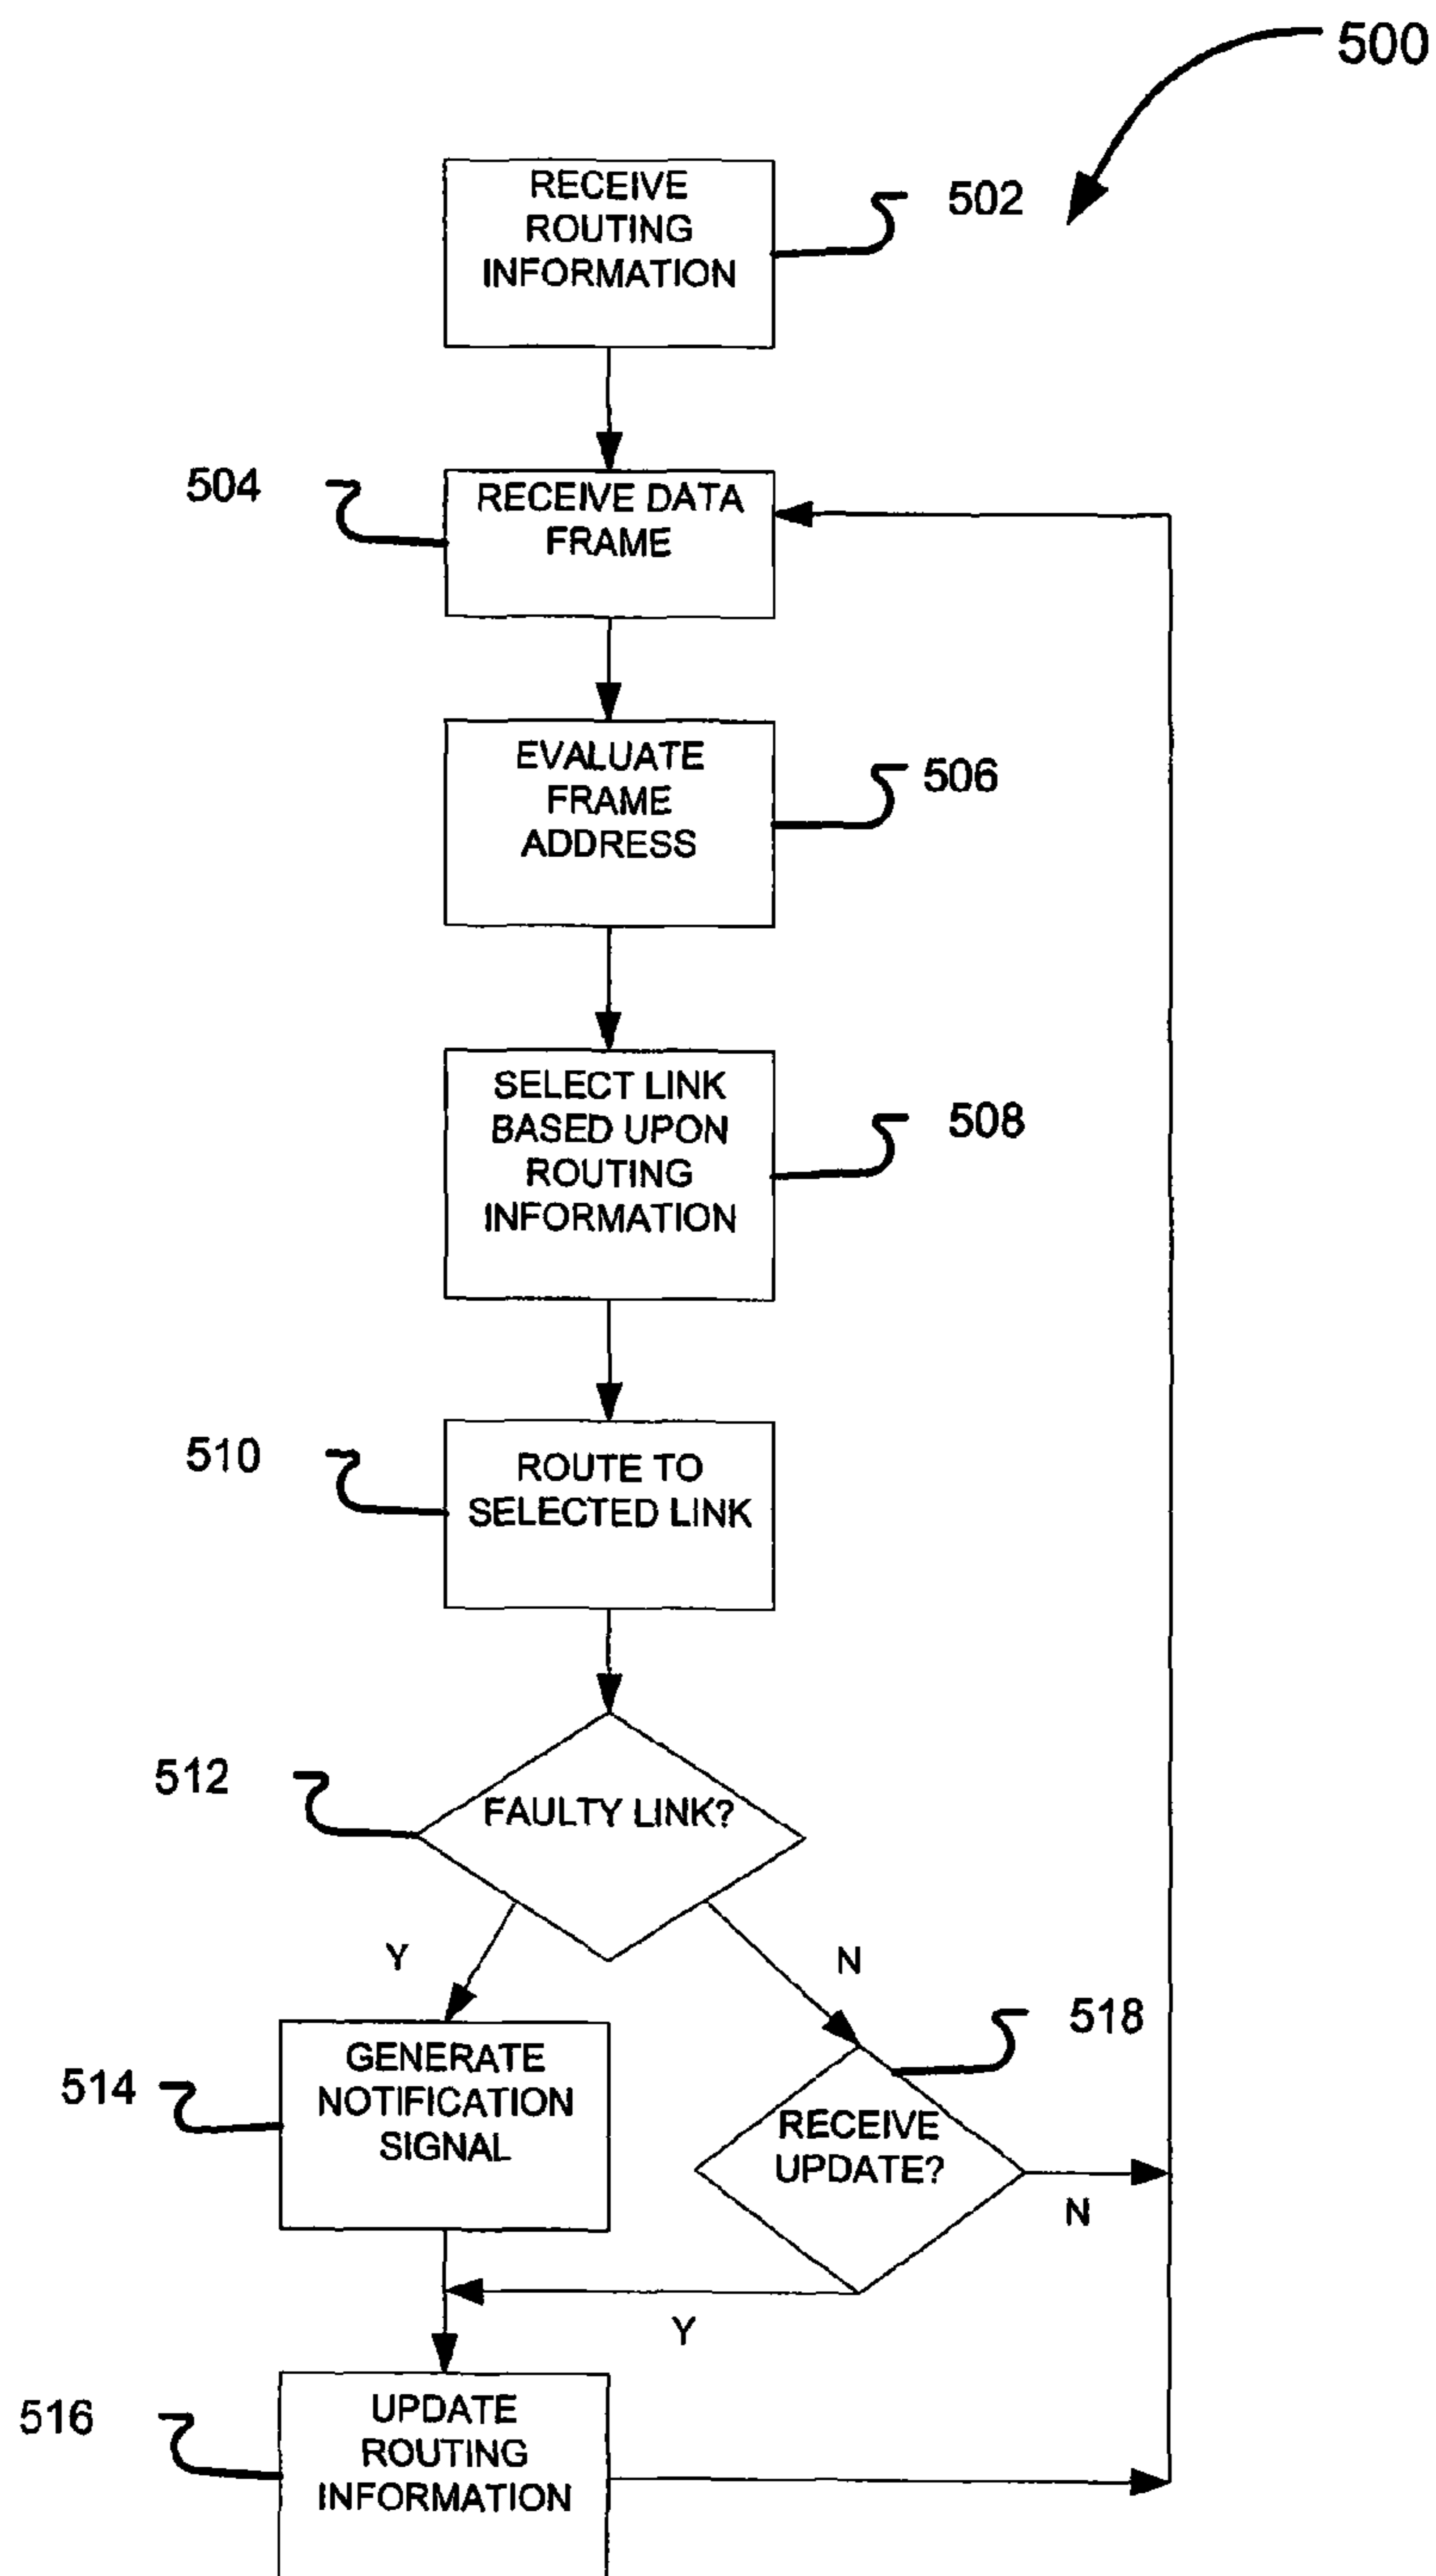 500
RECEIVE
ROUTING
INFORMATION
502
504
RECEIVE DATA
FRAME
EVALUATE
FRAME
ADDRESS
506
SELECT LINK
BASED UPON
ROUTING
INFORMATION
508
510
ROUTE TO
SELECTED LINK
512
FAULTY LINK?
Y
N
518
514
GENERATE
NOTIFICATION
SIGNAL
RECEIVE
UPDATE?
N
Y
516
UPDATE
ROUTING
INFORMATION